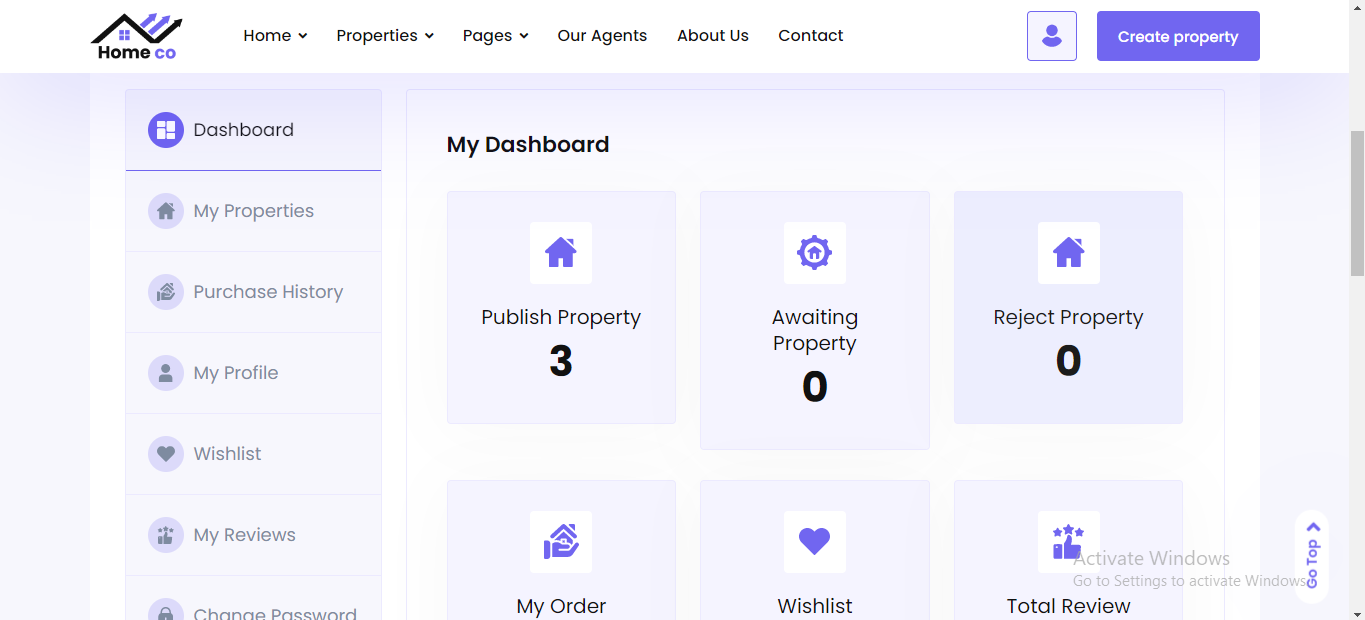 Home co
Home
Properties
Pages
Our Agents
About Us
Contact
Create property
Dashboard
My Properties
Purchase History
My Profile
Wishlist
My Reviews
Change Password
My Dashboard
Publish Property
3
Awaiting
Property
0
Reject Property
0
My Order
Wishlist
Total Review
Activate Windows
Go to Settings to activate Windows.
Go Top